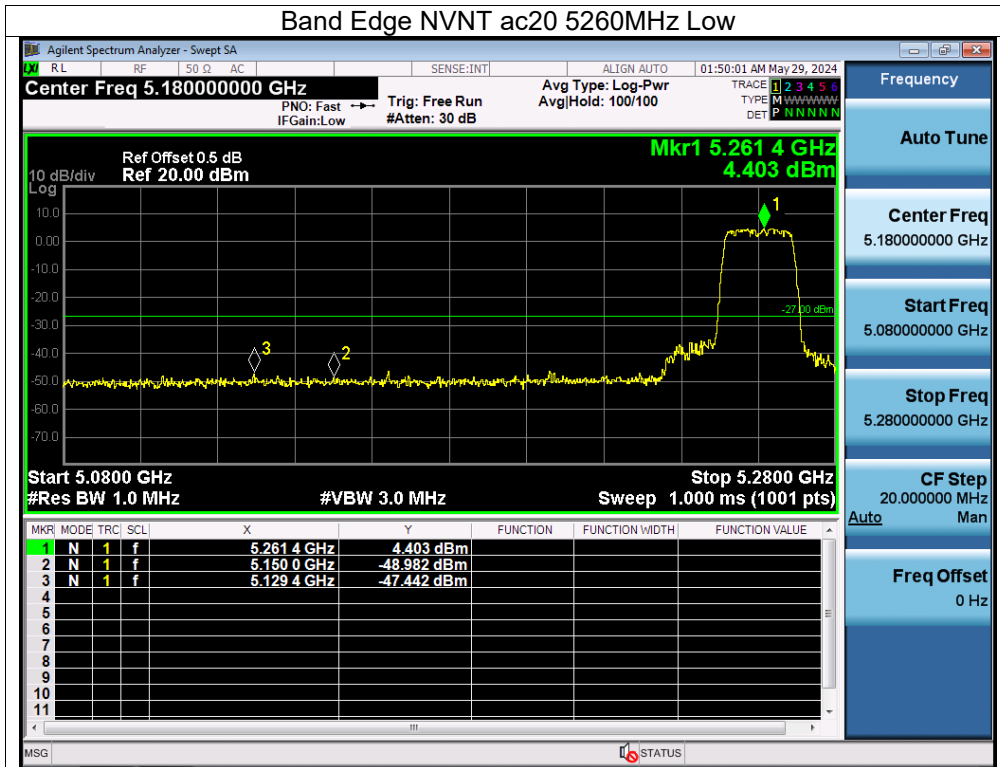 Band Edge NVNT ac20 5260MHz Low
Agilent Spectrum Analyzer - Swept SA
LXI RL RF 50 Ω AC SENSE:INT ALIGN AUTO 01:50:01 AM May 29, 2024
Center Freq 5.180000000 GHz
PNO: Fast
IFGain:Low
Trig: Free Run
#Atten: 30 dB
Avg Type: Log-Pwr
Avg|Hold: 100/100
TRACE 1 2 3 4 5 6
TYPE M WWWWW
DET P N N N N N
Frequency
Auto Tune
Center Freq
5.180000000 GHz
Start Freq
5.080000000 GHz
Stop Freq
5.280000000 GHz
CF Step
20.000000 MHz
Auto Man
Freq Offset
0 Hz
Mkr1 5.261 4 GHz
4.403 dBm
Ref Offset 0.5 dB
10 dB/div Ref 20.00 dBm
Log
10.0
0.00
-10.0
-20.0
-30.0
-40.0
-50.0
-60.0
-70.0
1
-27.00 dBm
3
2
Start 5.0800 GHz Stop 5.2800 GHz
#Res BW 1.0 MHz #VBW 3.0 MHz Sweep 1.000 ms (1001 pts)
MKR MODE TRC SCL X Y FUNCTION FUNCTION WIDTH FUNCTION VALUE
1 N 1 f 5.261 4 GHz 4.403 dBm
2 N 1 f 5.150 0 GHz -48.982 dBm
3 N 1 f 5.129 4 GHz -47.442 dBm
4
5
6
7
8
9
10
11
MSG STATUS